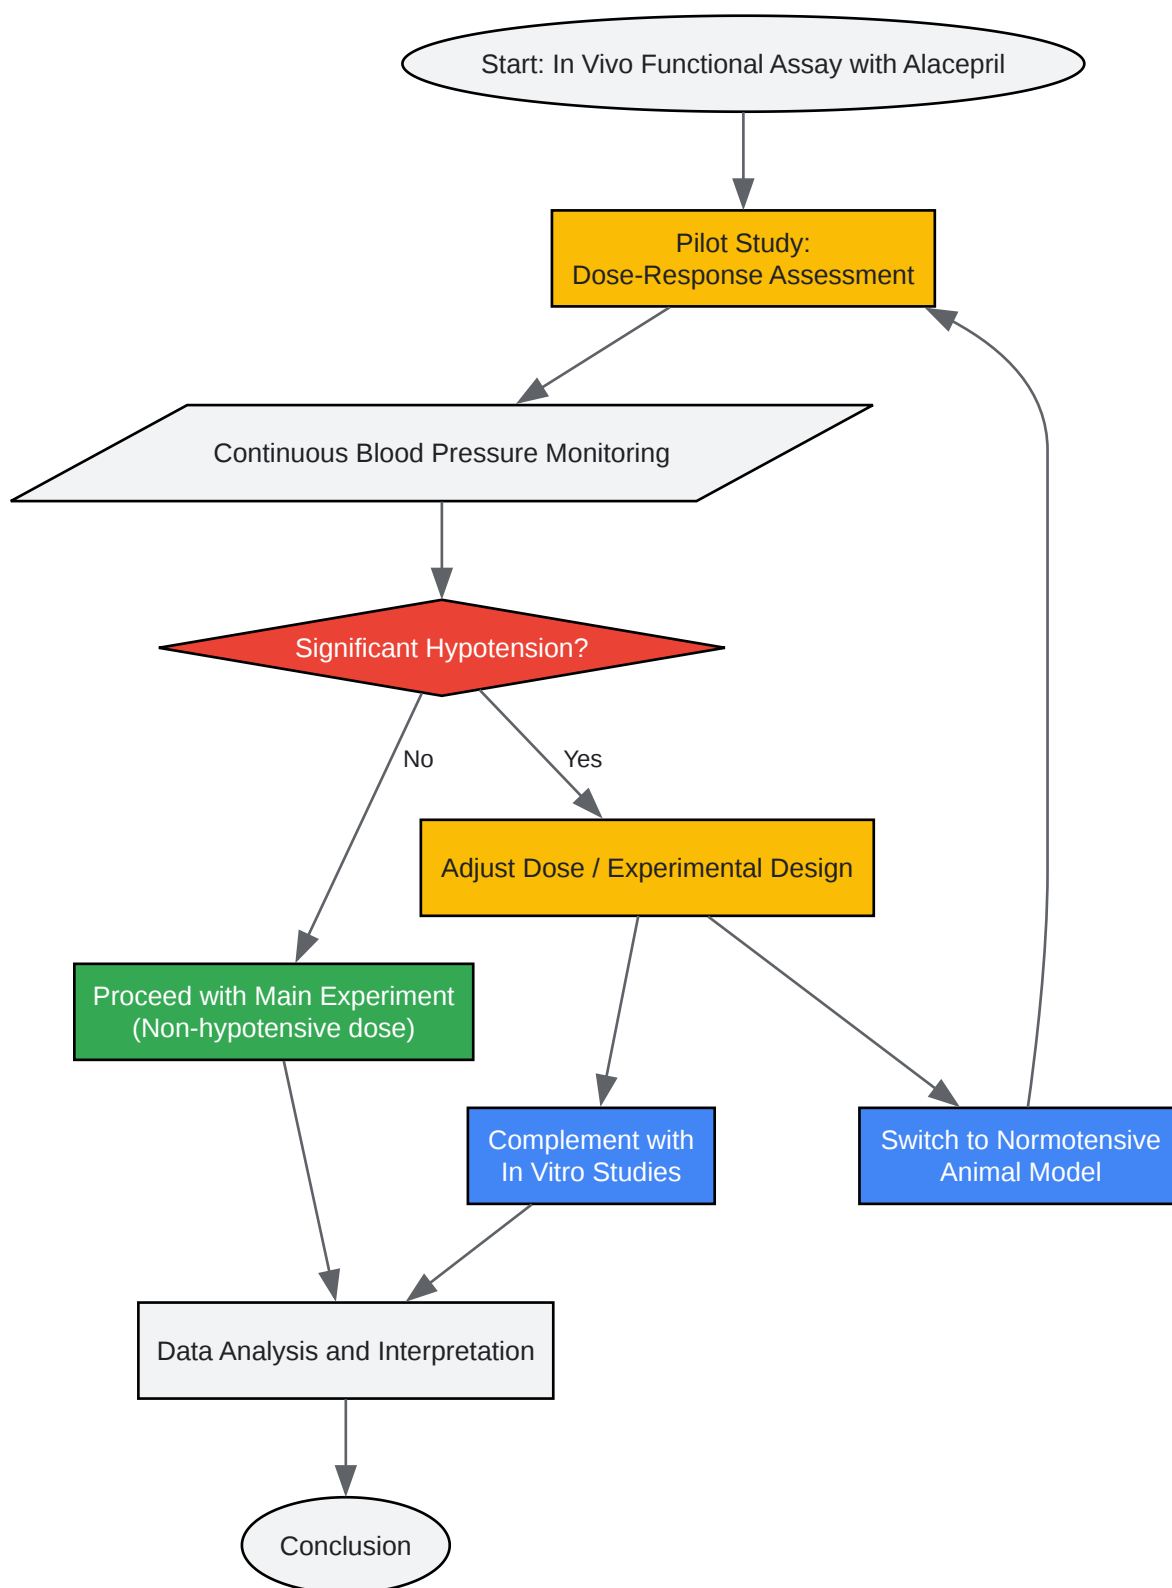 Start: In Vivo Functional Assay with Alacepril
Pilot Study:
Dose-Response Assessment
Continuous Blood Pressure Monitoring
Significant Hypotension?
No
Yes
Adjust Dose / Experimental Design
Proceed with Main Experiment
(Non-hypotensive dose)
Complement with
In Vitro Studies
Switch to Normotensive
Animal Model
Data Analysis and Interpretation
Conclusion